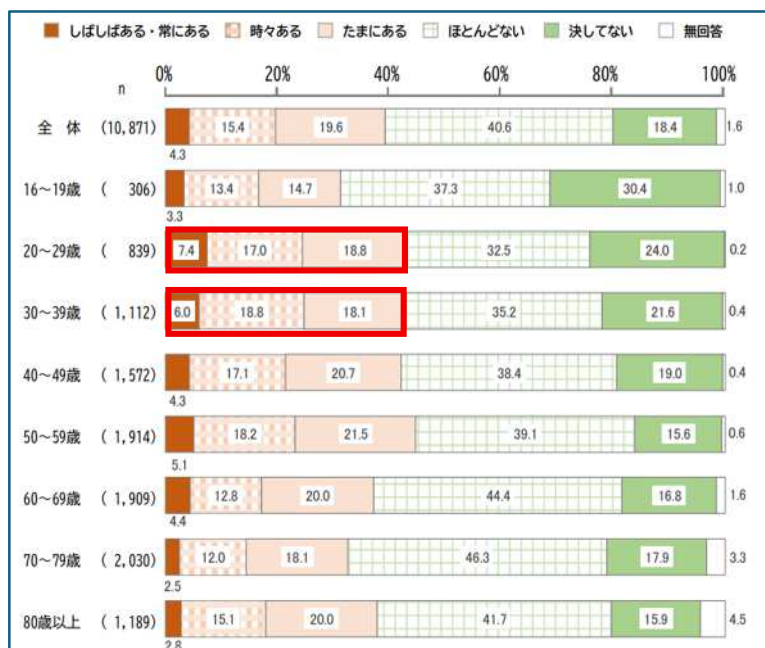 しばしばある・常にある 時々ある たまにある ほとんどない 決してない 無回答
n 0% 20% 40% 60% 80% 100%
全 体 (10,871) 15.4 19.6 40.6 18.4 1.6
4.3
16~19歳 ( 306) 13.4 14.7 37.3 30.4 1.0
3.3
20~29歳 ( 839) 7.4 17.0 18.8 32.5 24.0 0.2
30~39歳 ( 1,112) 6.0 18.8 18.1 35.2 21.6 0.4
40~49歳 ( 1,572) 17.1 20.7 38.4 19.0 0.4
4.3
50~59歳 ( 1,914) 18.2 21.5 39.1 15.6 0.6
5.1
60~69歳 ( 1,909) 12.8 20.0 44.4 16.8 1.6
4.4
70~79歳 ( 2,030) 12.0 18.1 46.3 17.9 3.3
2.5
80歳以上 ( 1,189) 15.1 20.0 41.7 15.9 4.5
2.8